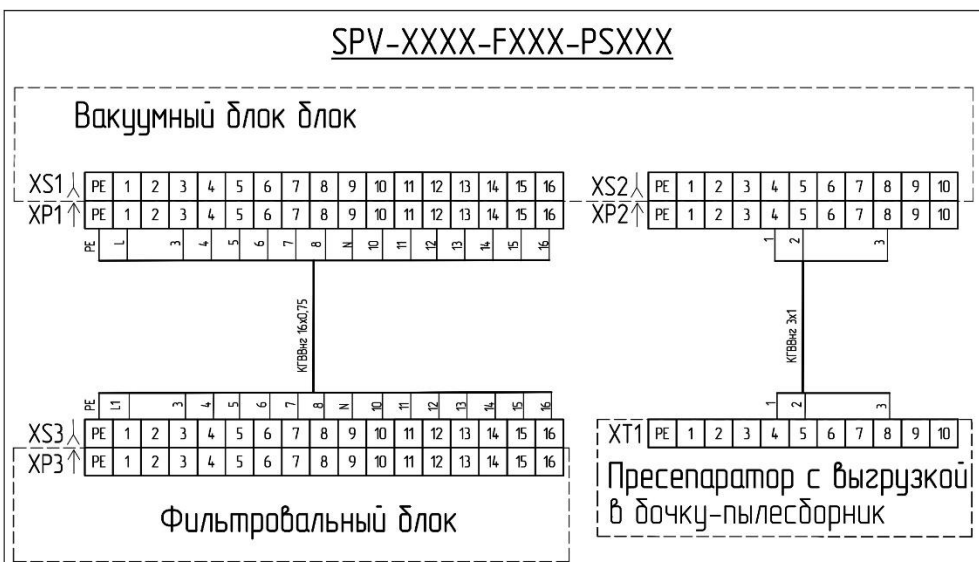 SPV-XXXX-FXXX-PSXXX
Вакуумный блок блок
XS1 PE 1 2 3 4 5 6 7 8 9 10 11 12 13 14 15 16
XS2 PE 1 2 3 4 5 6 7 8 9 10
XP1 PE 1 2 3 4 5 6 7 8 9 10 11 12 13 14 15 16
XP2 PE 1 2 3 4 5 6 7 8 9 10
PE L 3 4 5 6 7 8 N 10 11 12 13 14 15 16
1 2 3
КГВВнг 16х0,75
КГВВнг 3х1
PE L1 3 4 5 6 7 8 N 10 11 12 13 14 15 16
1 2 3
XS3 PE 1 2 3 4 5 6 7 8 9 10 11 12 13 14 15 16
XT1 PE 1 2 3 4 5 6 7 8 9 10
XP3 PE 1 2 3 4 5 6 7 8 9 10 11 12 13 14 15 16
Пресепаратор с выгрузкой
в бочку-пылесборник
Фильтровальный блок